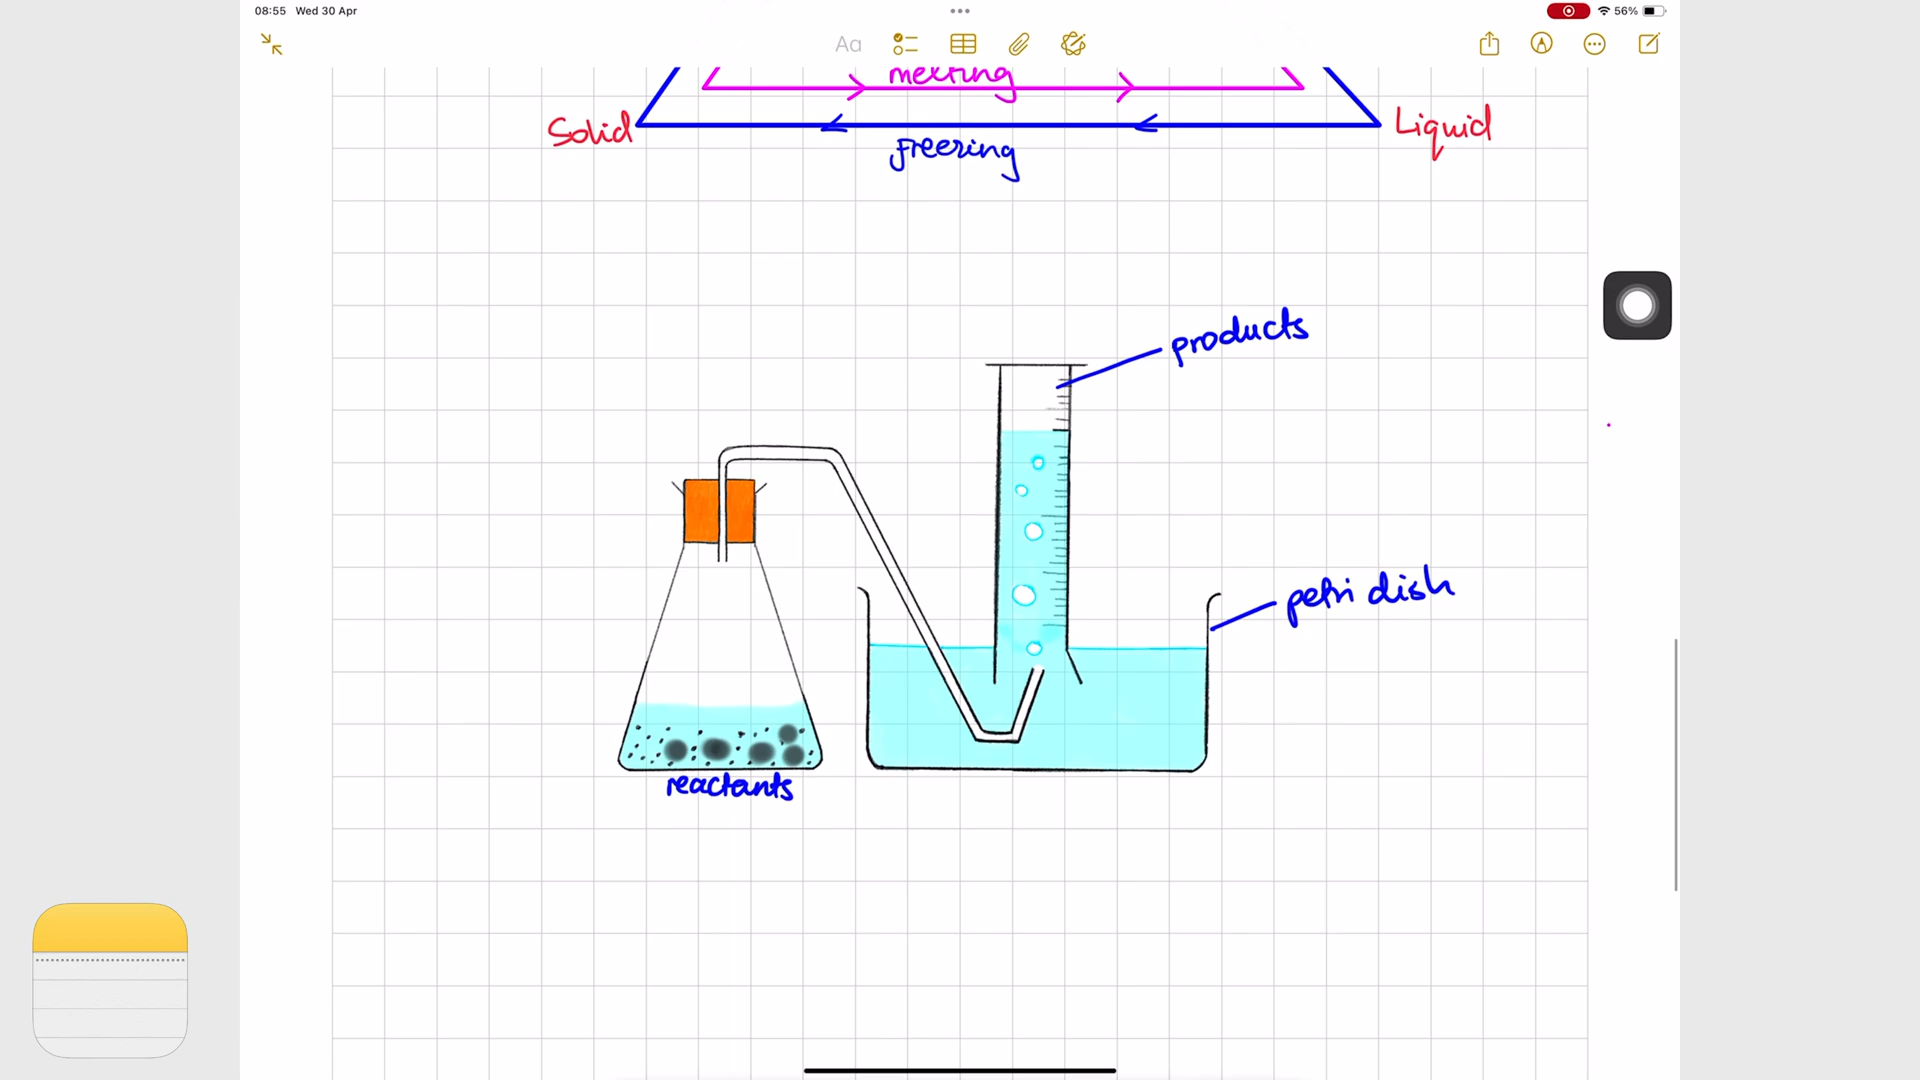 08:55 Wed 30 Apr
56%
Aa
melting
Solid
Liquid
freezing
products
petri dish
reactants